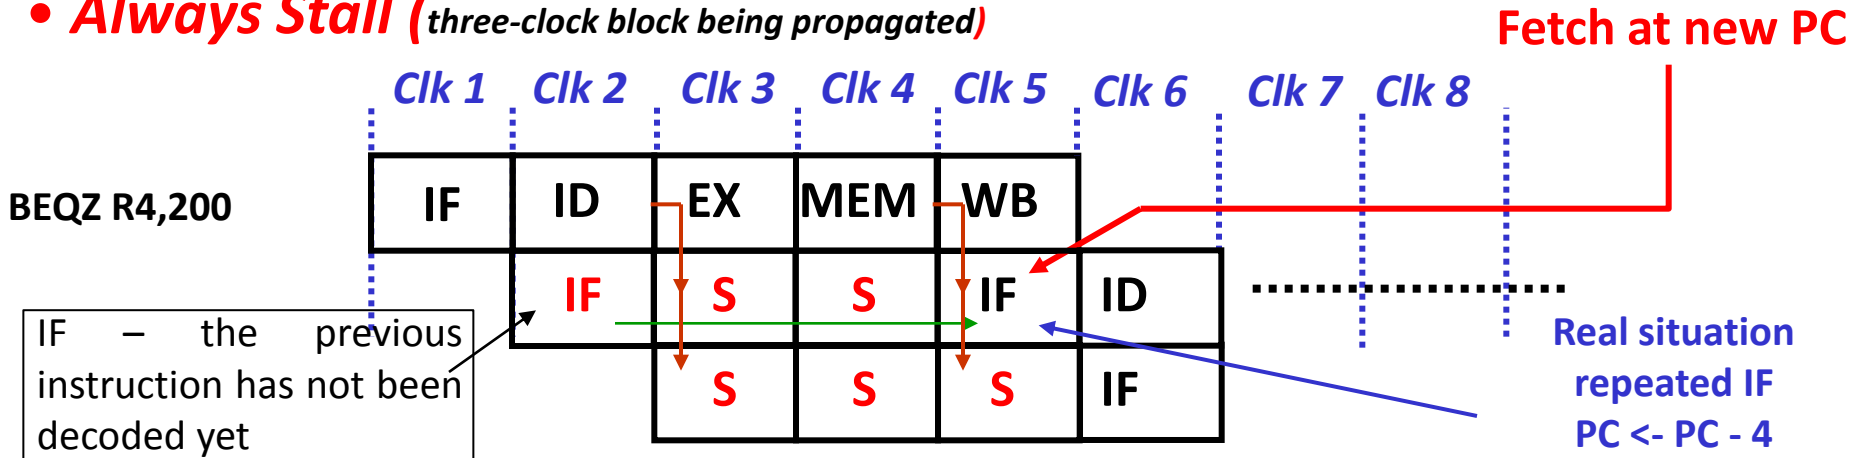 • Always Stall (three-clock block being propagated)
Fetch at new PC
Clk 1 Clk 2 Clk 3 Clk 4 Clk 5 Clk 6 Clk 7 Clk 8
BEQZ R4,200 IF ID EX MEM WB
IF S S IF ID
S S S IF
IF – the previous
instruction has not been
decoded yet
Real situation
repeated IF
PC <- PC - 4